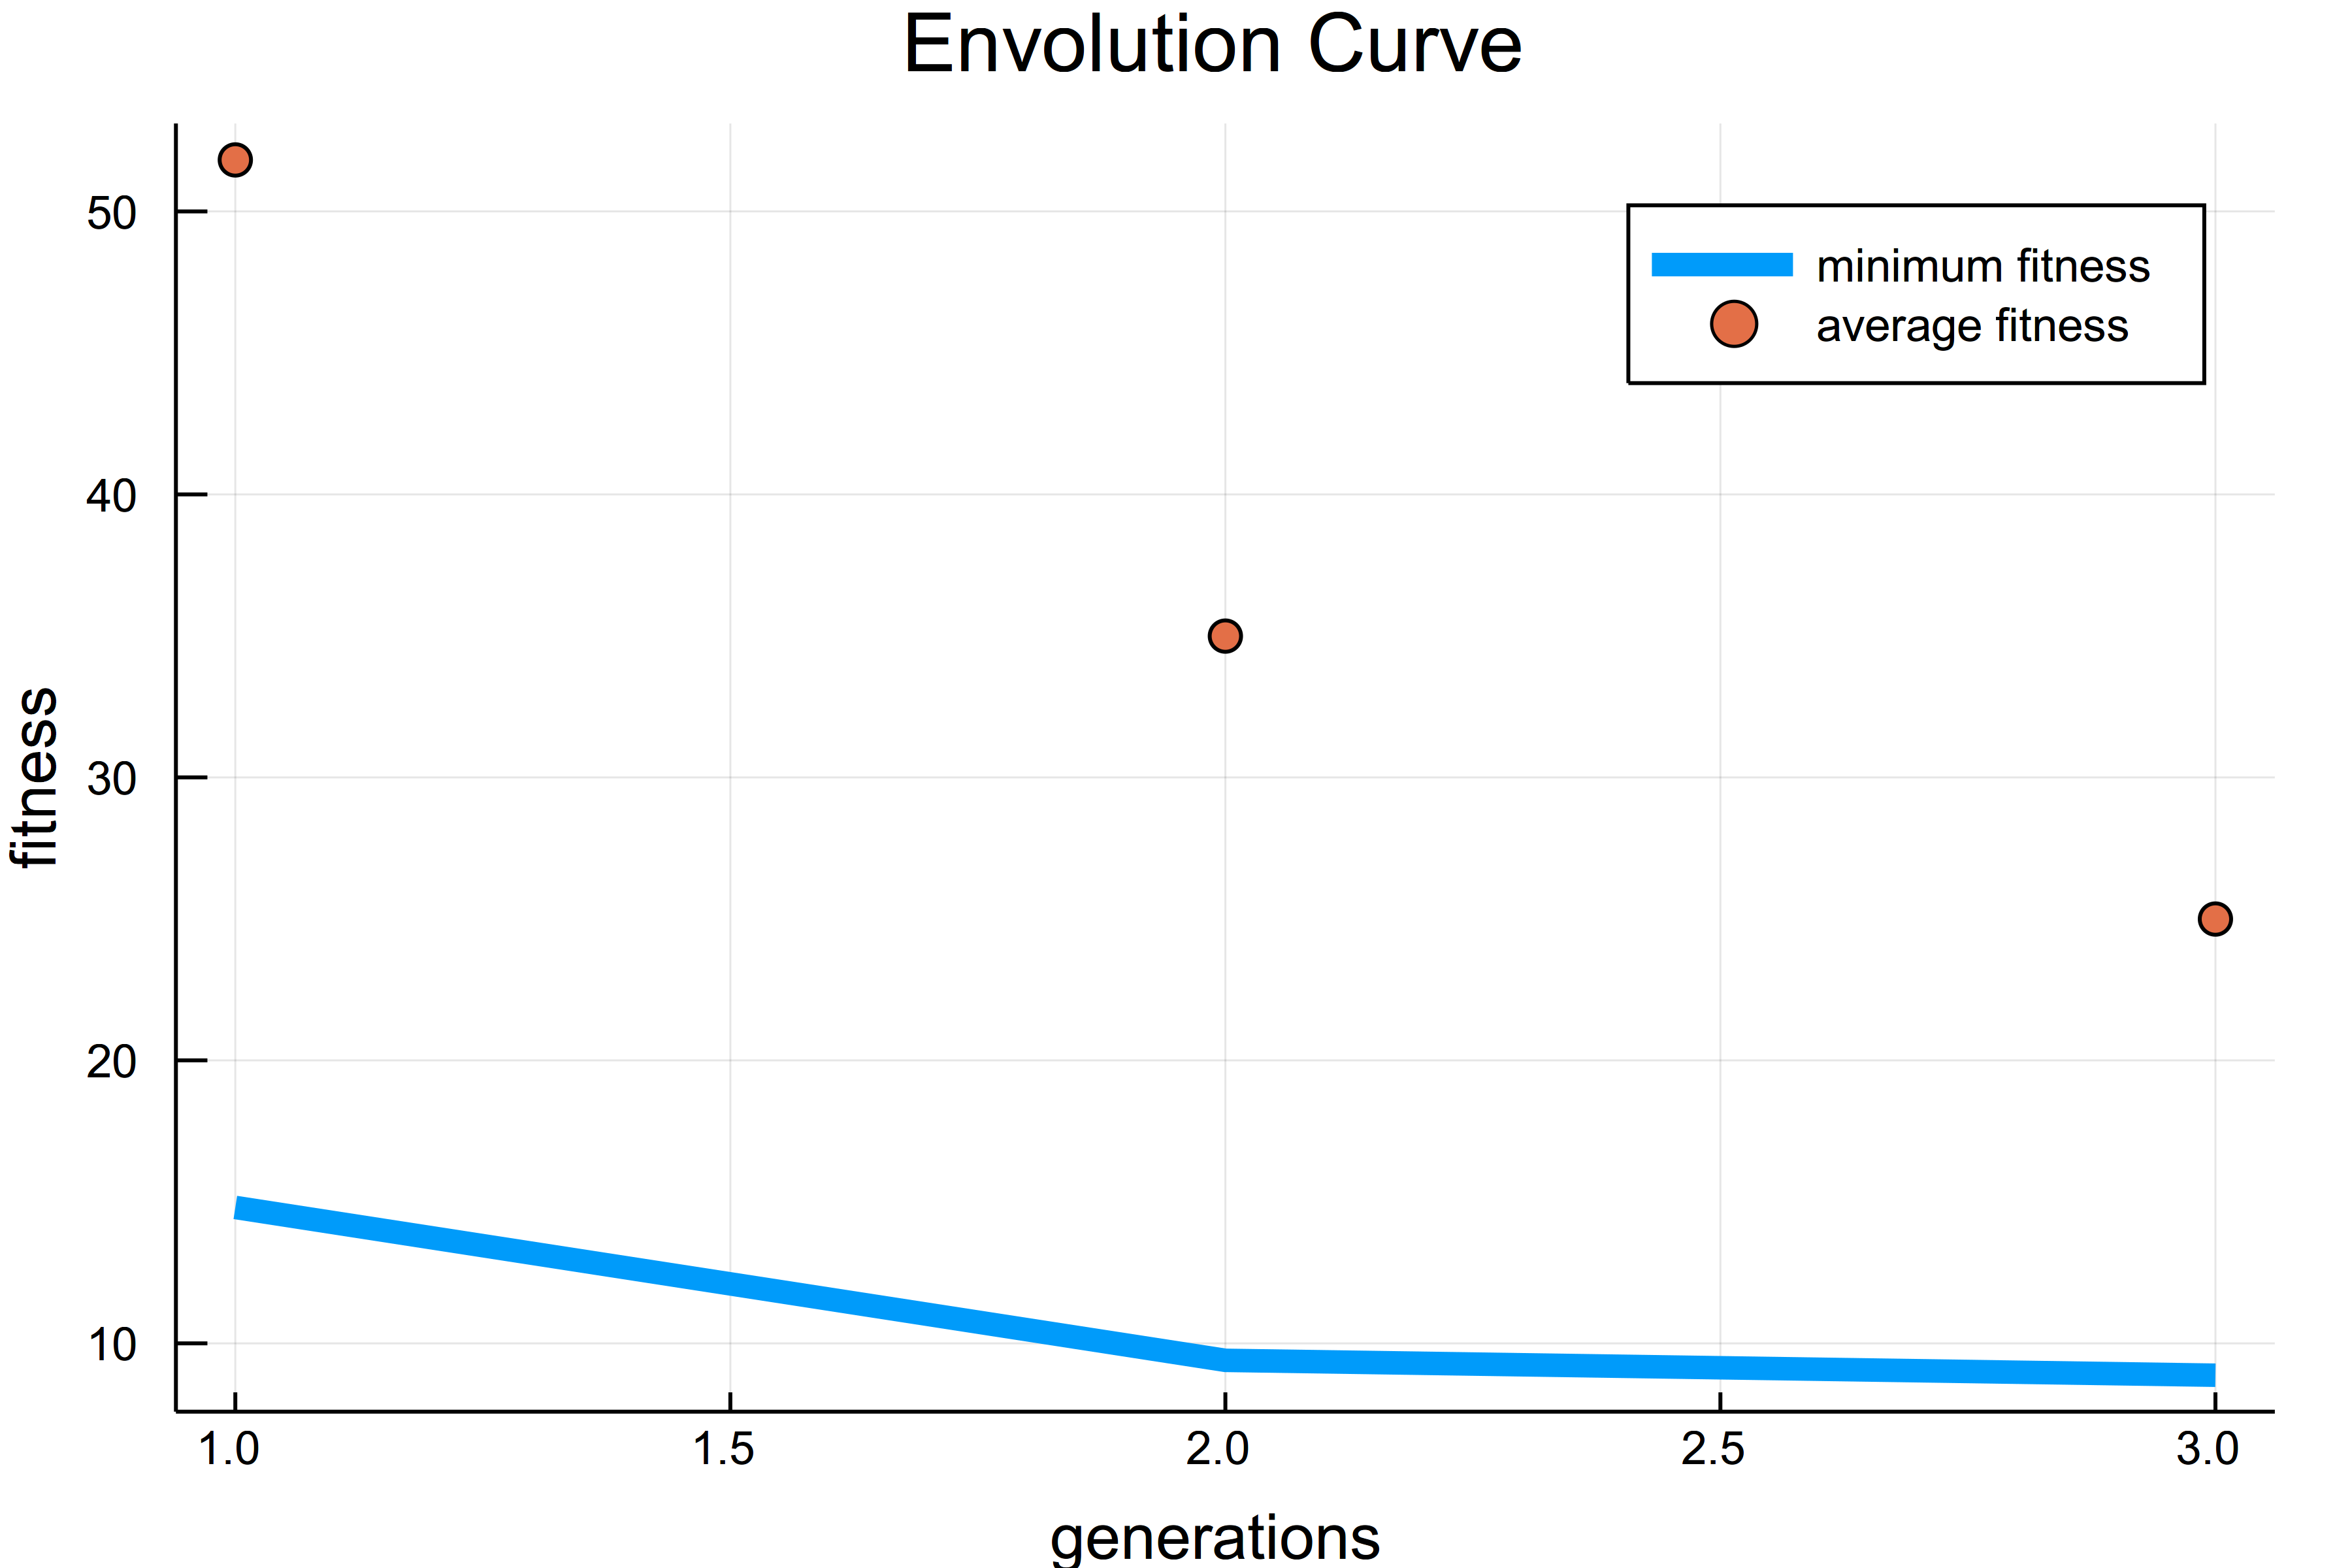 Envolution Curve
50
40
30
20
10
fitness
minimum fitness
average fitness
1.0 1.5 2.0 2.5 3.0
generations